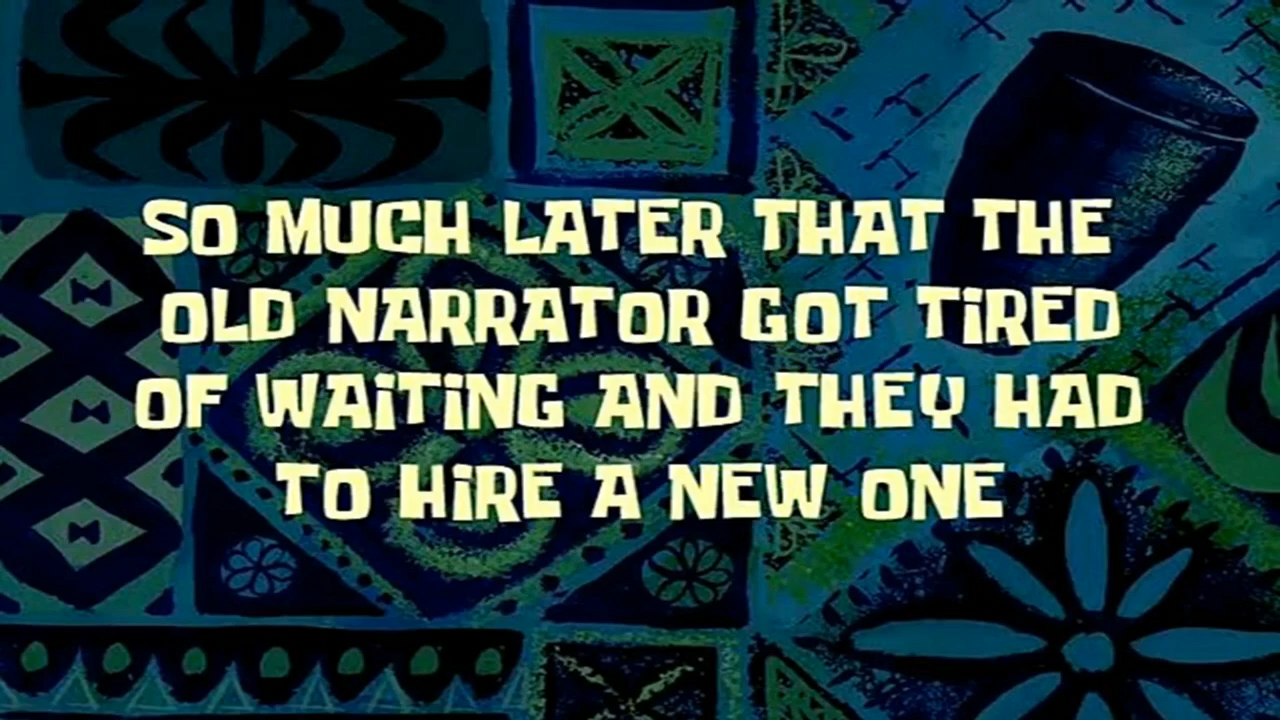 SO MUCH LATER THAT THE
OLD NARRATOR GOT TiRED
OF WAiTiNG AND THEY HAD
TO HiRE A NEW ONE